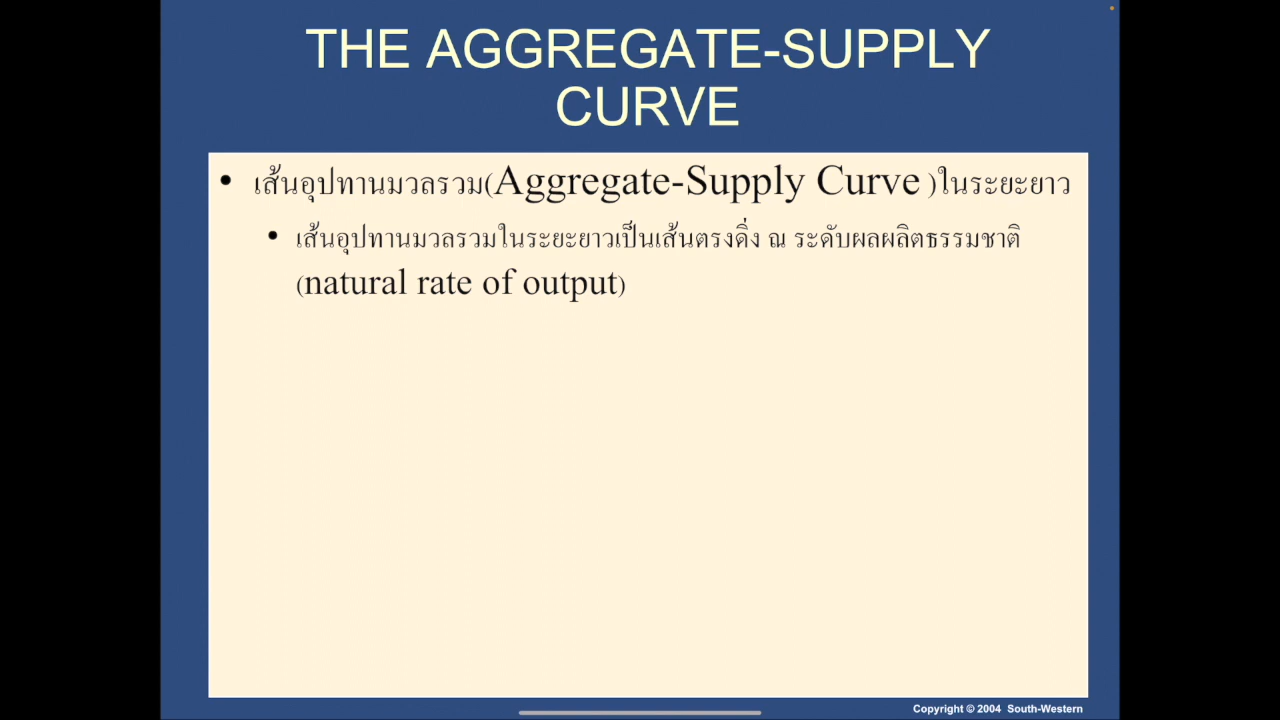 THE AGGREGATE-SUPPLY
CURVE
• เส้นอุปทานมวลรวม(Aggregate-Supply Curve )ในระยะยาว
• เส้นอุปทานมวลรวมในระยะยาวเป็นเส้นตรงดิ่ง ณ ระดับผลผลิตธรรมชาติ
(natural rate of output)
Copyright © 2004 South-Western